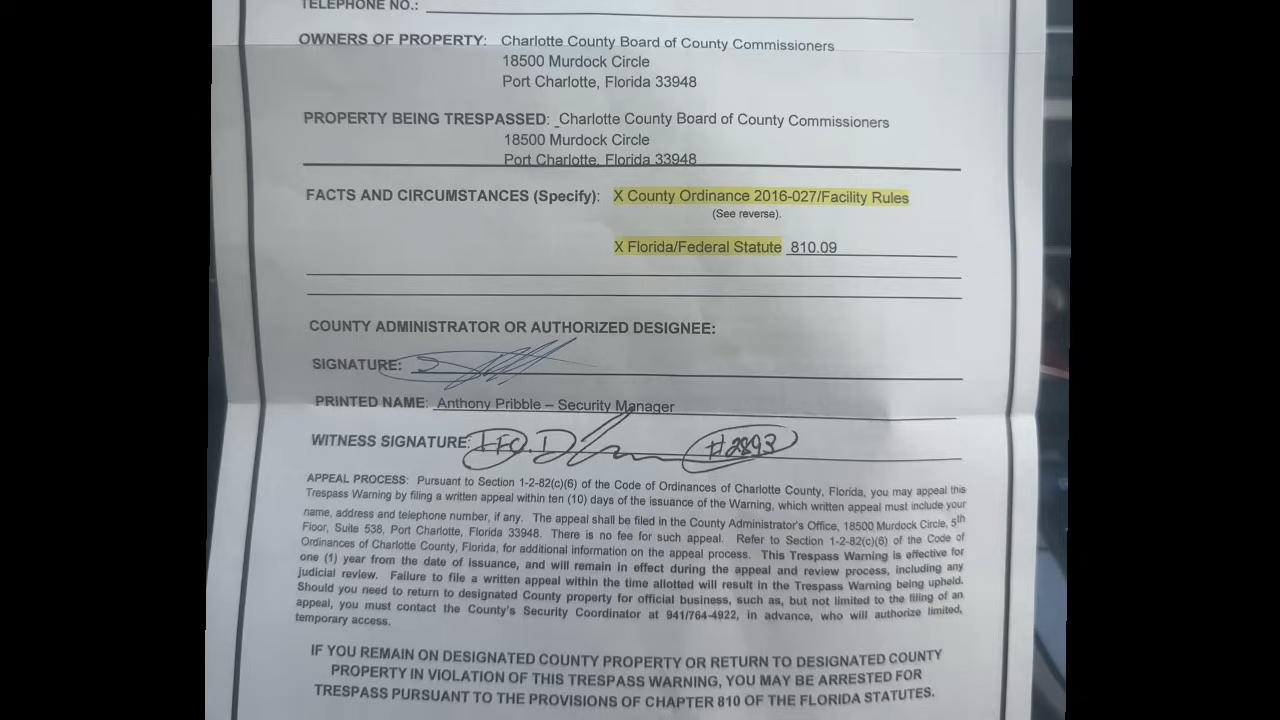 TELEPHONE NO.:
OWNERS OF PROPERTY: Charlotte County Board of County Commissioners
18500 Murdock Circle
Port Charlotte, Florida 33948
PROPERTY BEING TRESPASSED: _Charlotte County Board of County Commissioners
18500 Murdock Circle
Port Charlotte, Florida 33948
FACTS AND CIRCUMSTANCES (Specify): X County Ordinance 2016-027/Facility Rules
(See reverse).
X Florida/Federal Statute 810.09
COUNTY ADMINISTRATOR OR AUTHORIZED DESIGNEE:
SIGNATURE:
PRINTED NAME: Anthony Pribble – Security Manager
WITNESS SIGNATURE: #2893
APPEAL PROCESS: Pursuant to Section 1-2-82(c)(6) of the Code of Ordinances of Charlotte County, Florida, you may appeal this
Trespass Warning by filing a written appeal within ten (10) days of the issuance of the Warning, which written appeal must include your
name, address and telephone number, if any. The appeal shall be filed in the County Administrator's Office, 18500 Murdock Circle, 5th
Floor, Suite 538, Port Charlotte, Florida 33948. There is no fee for such appeal. Refer to Section 1-2-82(c)(6) of the Code of
Ordinances of Charlotte County, Florida, for additional information on the appeal process. This Trespass Warning is effective for
one (1) year from the date of issuance, and will remain in effect during the appeal and review process, including any
judicial review. Failure to file a written appeal within the time allotted will result in the Trespass Warning being upheld.
Should you need to return to designated County property for official business, such as, but not limited to the filing of an
appeal, you must contact the County's Security Coordinator at 941/764-4922, in advance, who will authorize limited,
temporary access.
IF YOU REMAIN ON DESIGNATED COUNTY PROPERTY OR RETURN TO DESIGNATED COUNTY
PROPERTY IN VIOLATION OF THIS TRESPASS WARNING, YOU MAY BE ARRESTED FOR
TRESPASS PURSUANT TO THE PROVISIONS OF CHAPTER 810 OF THE FLORIDA STATUTES.